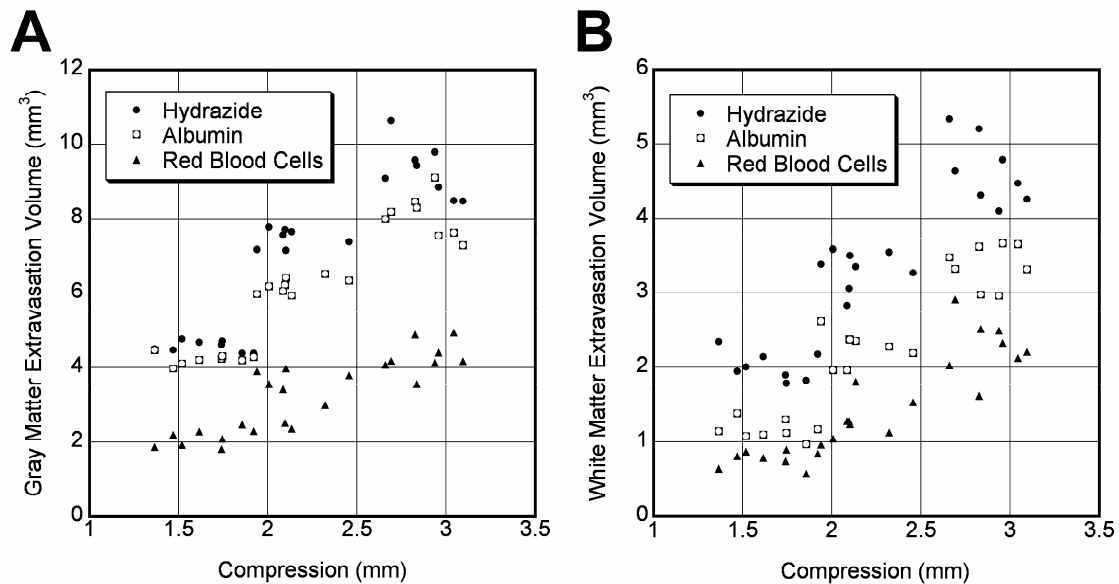 A
B
12
10
8
6
4
2
0
Gray Matter Extravasation Volume (mm³)
Hydrazide
Albumin
Red Blood Cells
1 1.5 2 2.5 3 3.5
Compression (mm)
6
5
4
3
2
1
0
White Matter Extravasation Volume (mm³)
Hydrazide
Albumin
Red Blood Cells
1 1.5 2 2.5 3 3.5
Compression (mm)